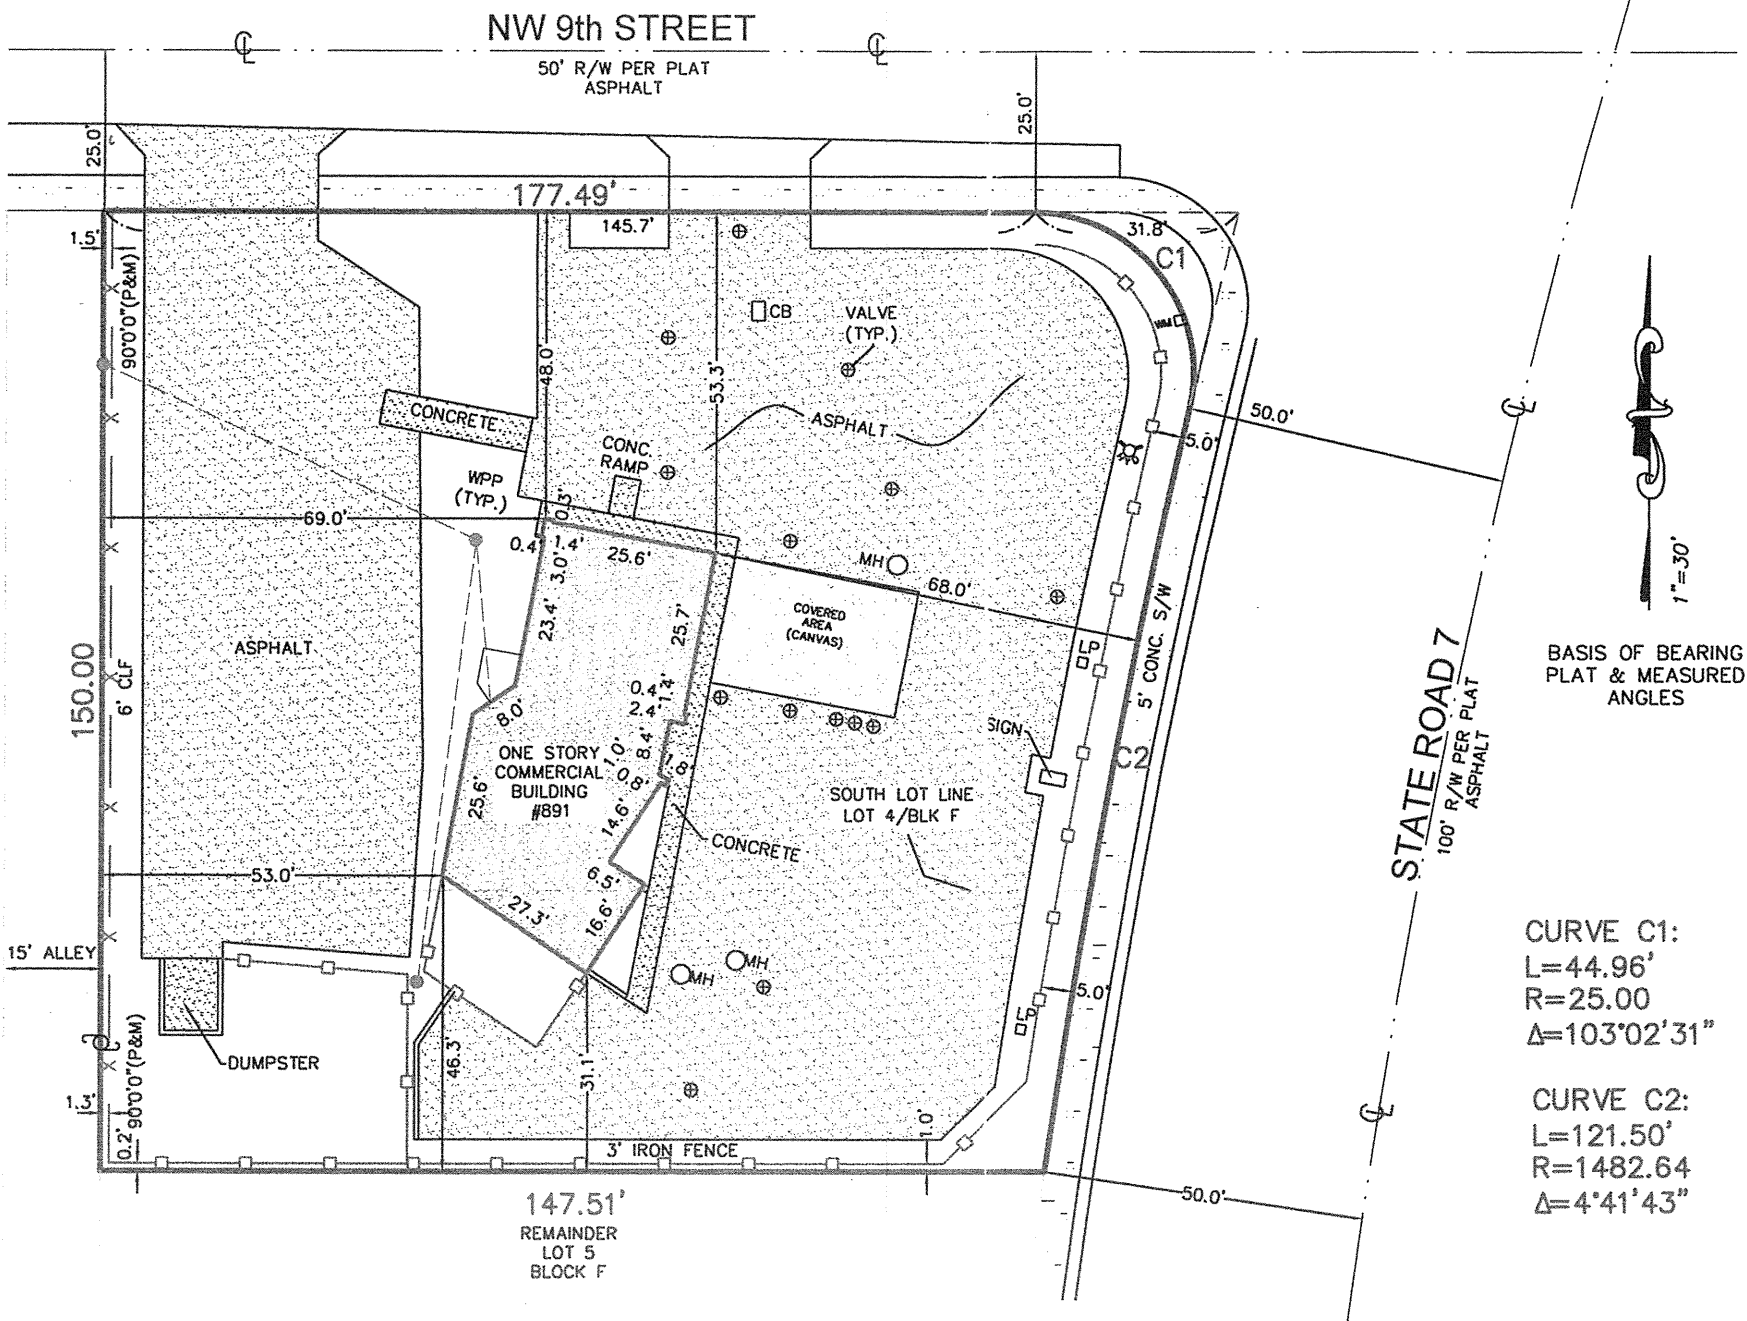 NW 9th STREET
50' R/W PER PLAT
ASPHALT
25.0'
25.0'
177.49'
145.7'
31.8'
C1
1.5'
90°0'0"(P&M)
CB
VALVE
(TYP.)
WM
48.0'
53.3'
50.0'
5.0'
CONCRETE
ASPHALT
CONC.
RAMP
WPP
(TYP.)
0.3'
69.0'
0.4'
1.4'
3.0'
25.6'
MH
68.0'
1"=30'
23.4'
25.7'
COVERED
AREA
(CANVAS)
5' CONC. S/W
LP
ASPHALT
BASIS OF BEARING
PLAT & MEASURED
ANGLES
150.00
6' CLF
0.4'
1.4'
2.4'
8.0'
SIGN
C2
STATE ROAD 7
100' R/W PER PLAT
ASPHALT
ONE STORY
COMMERCIAL
BUILDING
#891
1.0'
8.4'
0.8'
1.8'
25.6'
14.6'
SOUTH LOT LINE
LOT 4/BLK F
CONCRETE
53.0'
6.5'
27.3'
16.6'
15' ALLEY
MH
MH
5.0'
LP
CURVE C1:
L=44.96'
R=25.00
Δ=103°02'31"
DUMPSTER
46.3'
31.1'
90°0'0"(P&M)
1.3'
0.2'
1.0'
3' IRON FENCE
CURVE C2:
L=121.50'
R=1482.64
Δ=4°41'43"
147.51'
50.0'
REMAINDER
LOT 5
BLOCK F